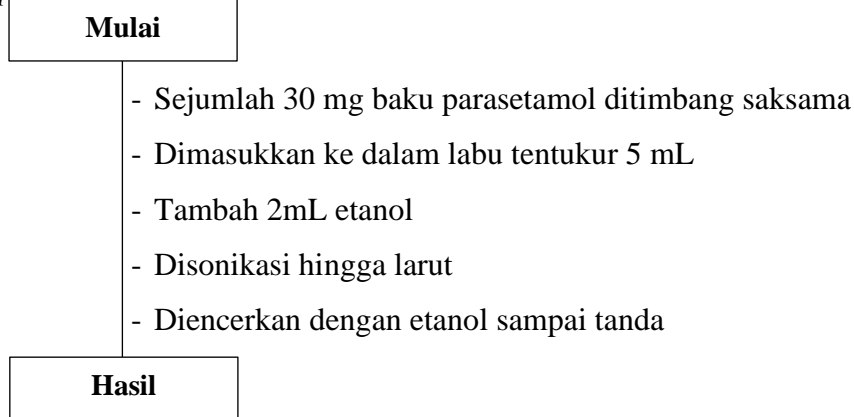 Mulai
- Sejumlah 30 mg baku parasetamol ditimbang saksama
- Dimasukkan ke dalam labu tentukur 5 mL
- Tambah 2mL etanol
- Disonikasi hingga larut
- Diencerkan dengan etanol sampai tanda
Hasil